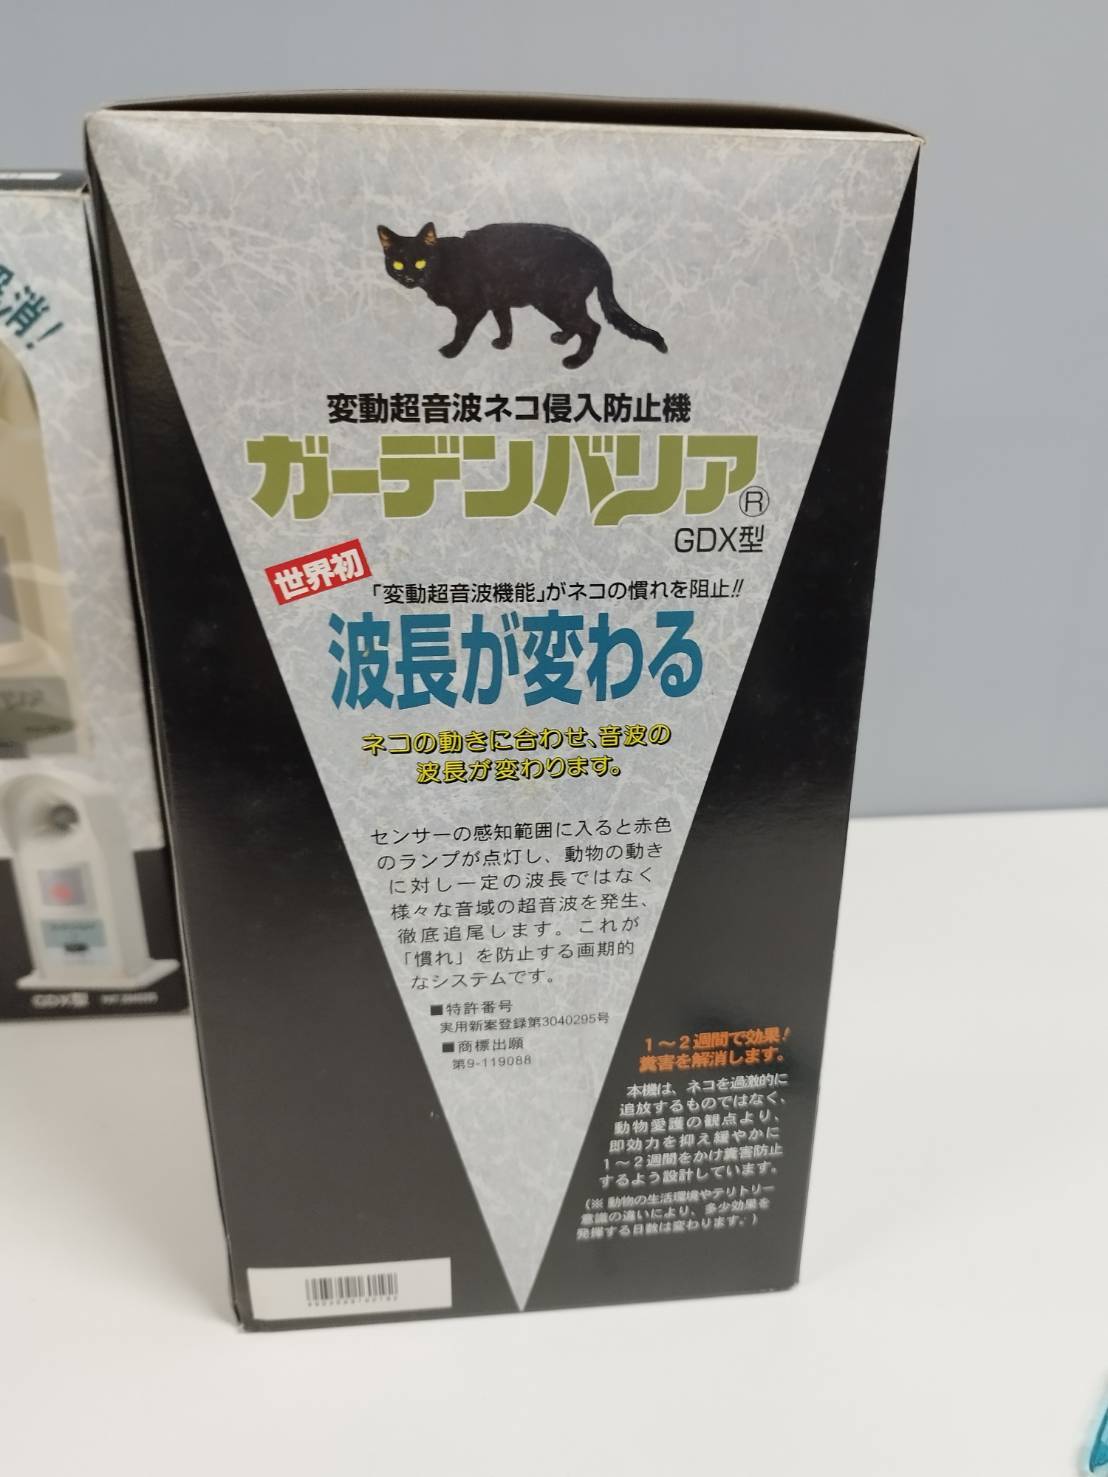 変動超音波ネコ侵入防止機
ガーデンバリア®
GDX型
世界初
「変動超音波機能」がネコの慣れを阻止!!
波長が変わる
ネコの動きに合わせ、音波の
波長が変わります。
センサーの感知範囲に入ると赤色
のランプが点灯し、動物の動き
に対し一定の波長ではなく
様々な音域の超音波を発生、
徹底追尾します。これが
「慣れ」を防止する画期的
なシステムです。
■特許番号
実用新案登録第3040295号
■商標出願
第9-119088
1〜2週間で効果!
糞害を解消します。
本機は、ネコを過激的に
追放するものではなく、
動物愛護の観点より、
即効力を抑え緩やかに
1〜2週間をかけ糞害防止
するよう設計しています。
(※動物の生活環境やテリトリー
意識の違いにより、多少効果を
発揮する日数は変わります。)
消!
GDX型